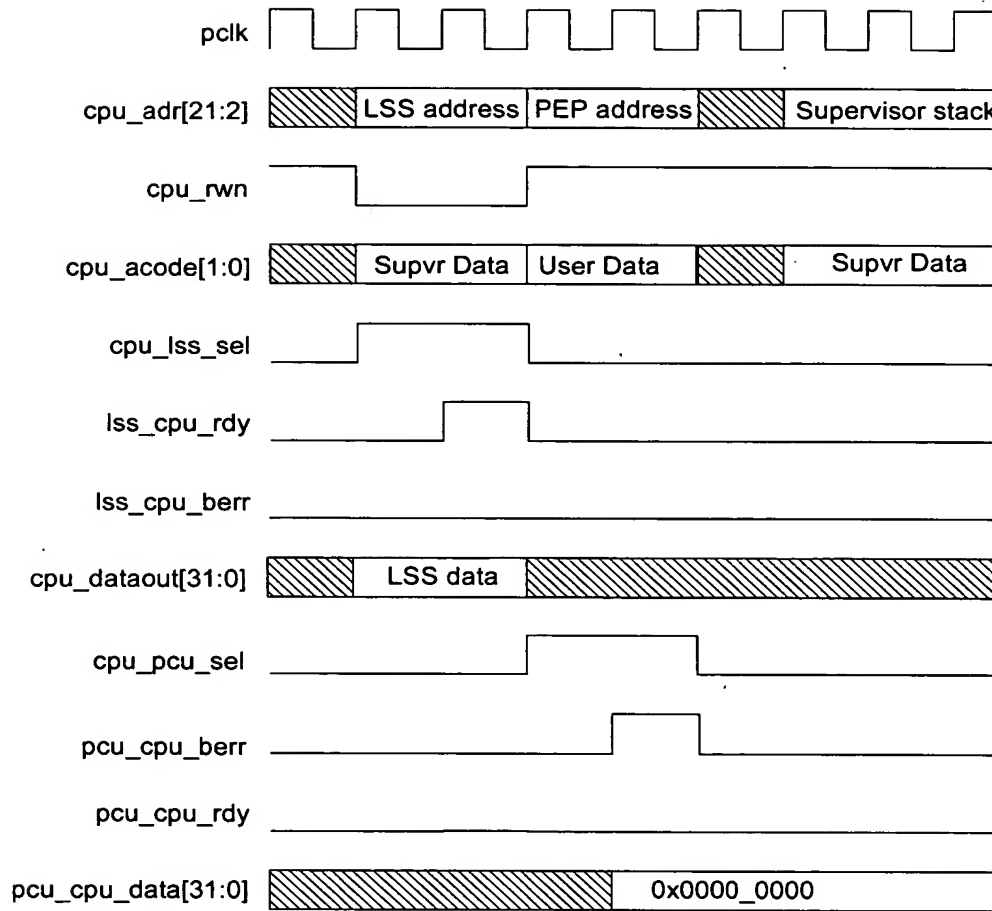 pclk
cpu_adr[21:2] LSS address PEP address Supervisor stack
cpu_rwn
cpu_acode[1:0] Supvr Data User Data Supvr Data
cpu_lss_sel
lss_cpu_rdy
lss_cpu_berr
cpu_dataout[31:0] LSS data
cpu_pcu_sel
pcu_cpu_berr
pcu_cpu_rdy
pcu_cpu_data[31:0] 0x0000_0000